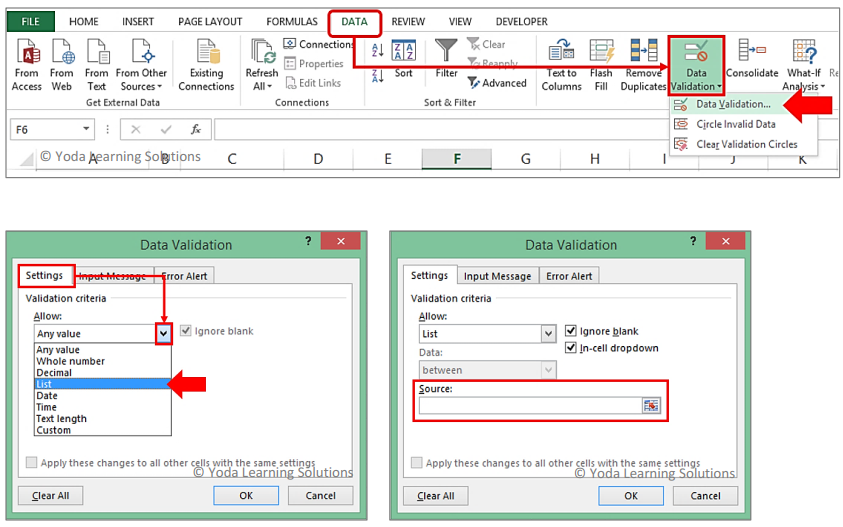 FILE HOME INSERT PAGE LAYOUT FORMULAS DATA REVIEW VIEW DEVELOPER
From Access
From Web
From Text
From Other Sources
Existing Connections
Get External Data
Refresh All
Connections
Properties
Edit Links
Connections
Sort
Filter
Clear
Reapply
Advanced
Sort & Filter
Text to Columns
Flash Fill
Remove Duplicates
Data Validation
Consolidate
What-If Analysis
Data Validation...
Circle Invalid Data
Clear Validation Circles
F6
fx
© Yoda Learning Solutions
A B C D E F G H I J K
Data Validation
?
Settings Input Message Error Alert
Validation criteria
Allow:
Any value
Ignore blank
Any value
Whole number
Decimal
List
Date
Time
Text length
Custom
Apply these changes to all other cells with the same settings
© Yoda Learning Solutions
Clear All OK Cancel
Data Validation
?
Settings Input Message Error Alert
Validation criteria
Allow:
List
Ignore blank
Data:
In-cell dropdown
between
Source:
Apply these changes to all other cells with the same settings
© Yoda Learning Solutions
Clear All OK Cancel